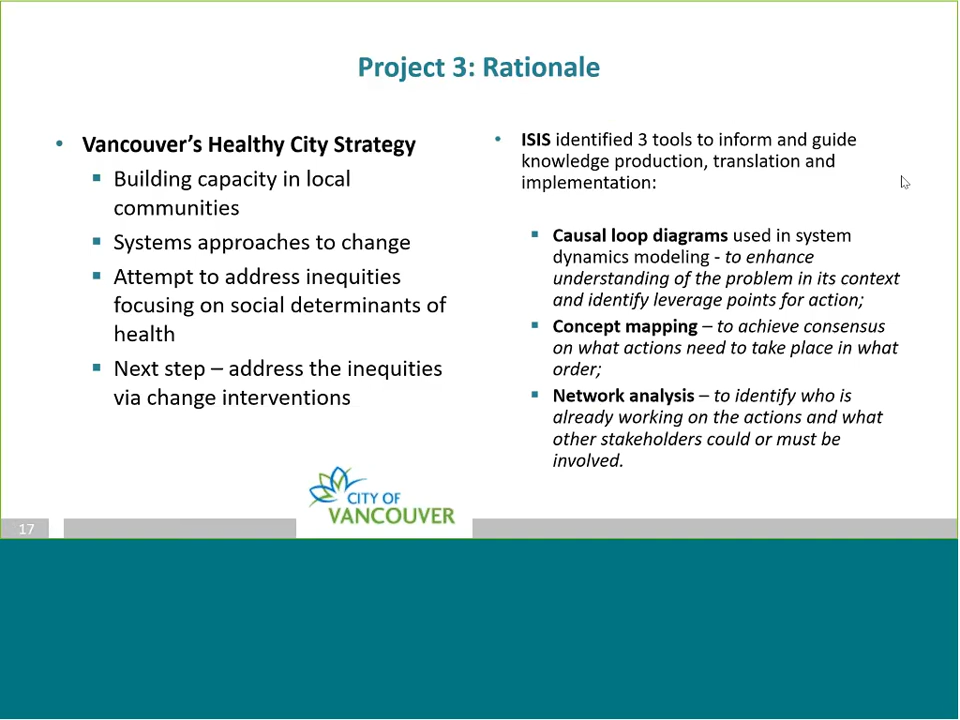 Project 3: Rationale
• Vancouver's Healthy City Strategy
▪ Building capacity in local
communities
▪ Systems approaches to change
▪ Attempt to address inequities
focusing on social determinants of
health
▪ Next step – address the inequities
via change interventions
• ISIS identified 3 tools to inform and guide
knowledge production, translation and
implementation:
▪ Causal loop diagrams used in system
dynamics modeling - to enhance
understanding of the problem in its context
and identify leverage points for action;
▪ Concept mapping – to achieve consensus
on what actions need to take place in what
order;
▪ Network analysis – to identify who is
already working on the actions and what
other stakeholders could or must be
involved.
CITY OF
VANCOUVER
17